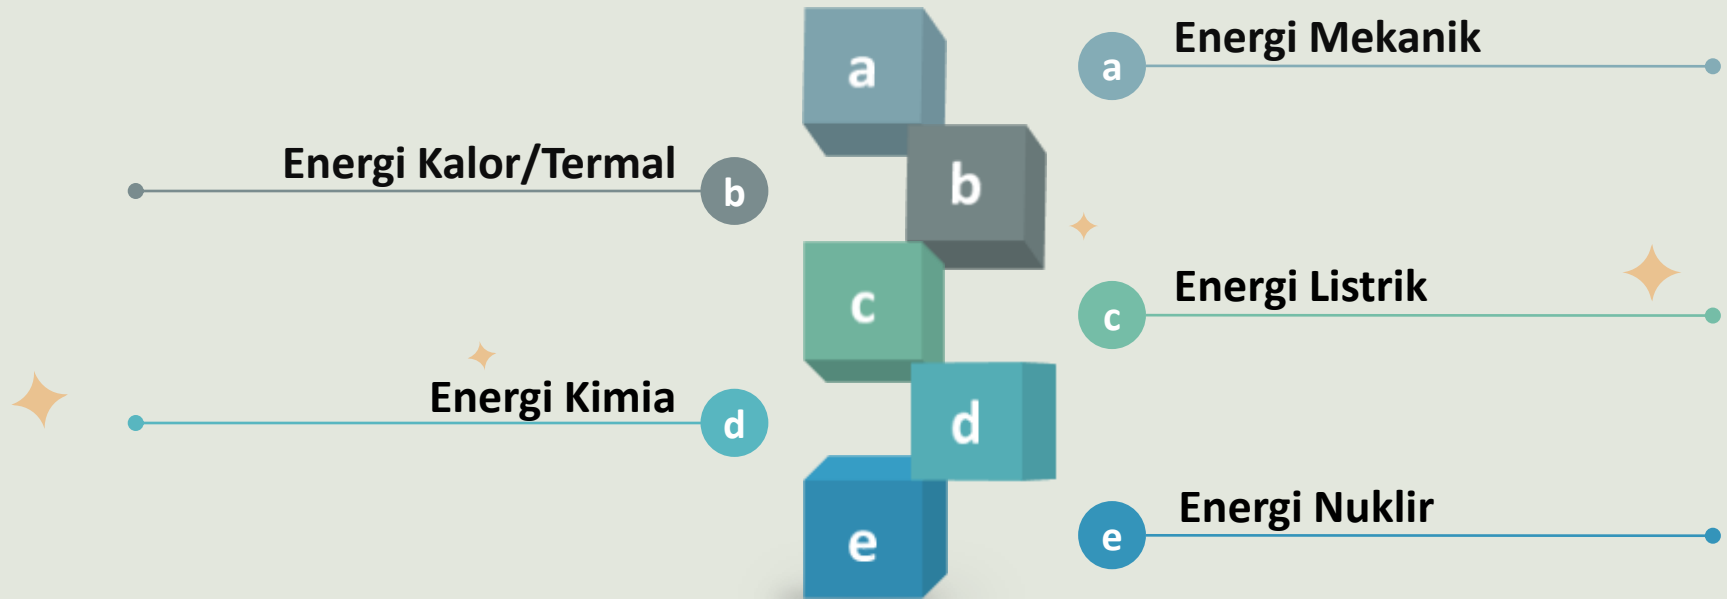 a
a Energi Mekanik
Energi Kalor/Termal b
b
c
c Energi Listrik
Energi Kimia d
d
e
e Energi Nuklir